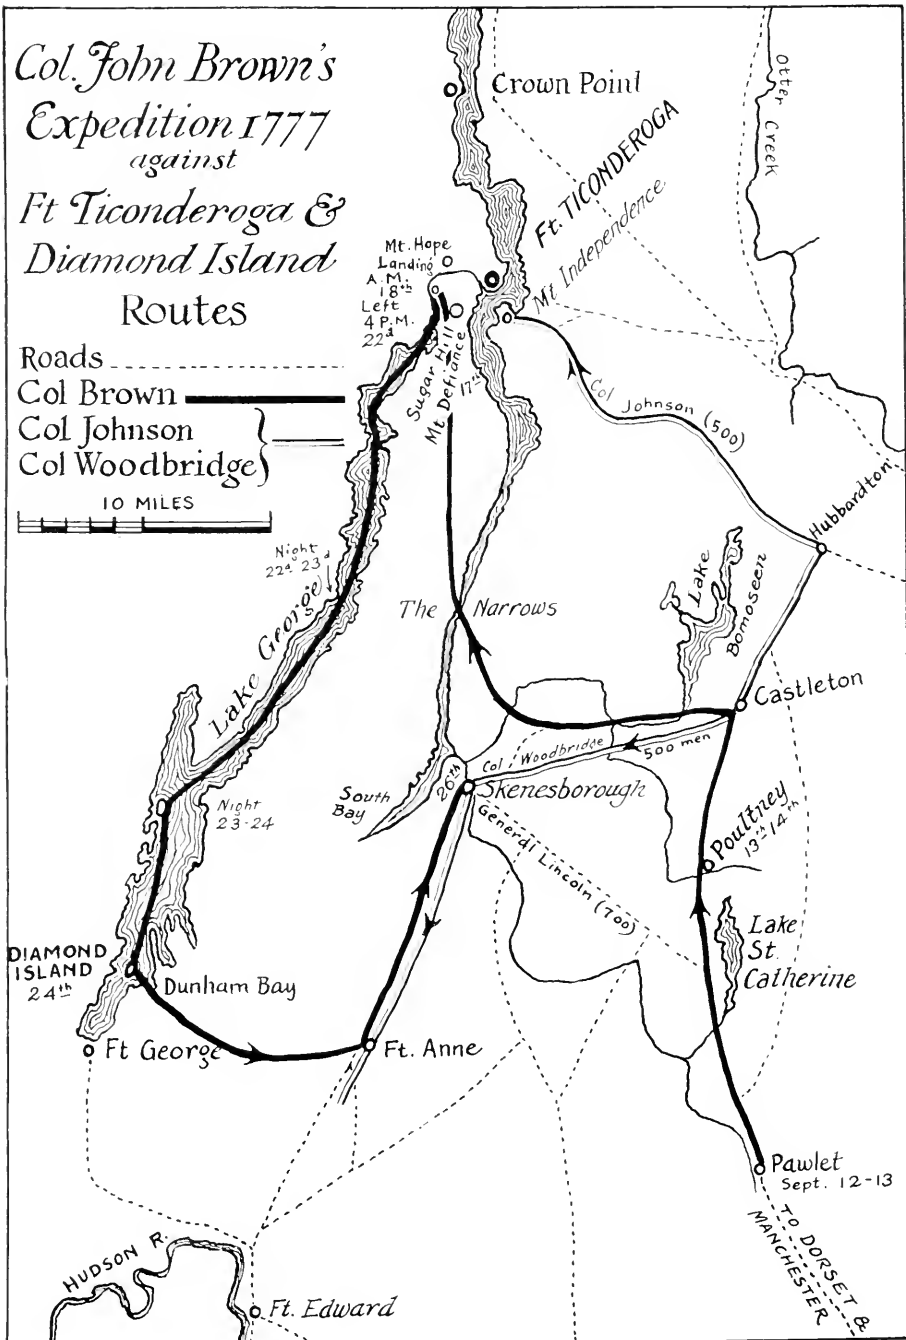 Col. John Brown's
Expedition 1777
against
Ft Ticonderoga &
Diamond Island
Routes
Roads
Col Brown
Col Johnson
Col Woodbridge
10 MILES
Crown Point
Otter Creek
Ft. TICONDEROGA
Mt Independence
Mt. Hope
Landing
A.M.
18th
Left
4 P.M.
22d
Sugar Hill
Mt Defiance
17th
Col Johnson (500)
Hubbardton
Night
22d 23d
Lake George
The Narrows
Lake
Bomoseen
Castleton
Col Woodbridge
500 men
South
Bay
26th
Skenesborough
Night
23-24
General Lincoln (700)
Poultney
13th 14th
Lake
St.
Catherine
DIAMOND
ISLAND
24th
Dunham Bay
Ft George
Ft. Anne
Pawlet
Sept. 12-13
TO DORSET &
MANCHESTER
HUDSON R.
Ft. Edward